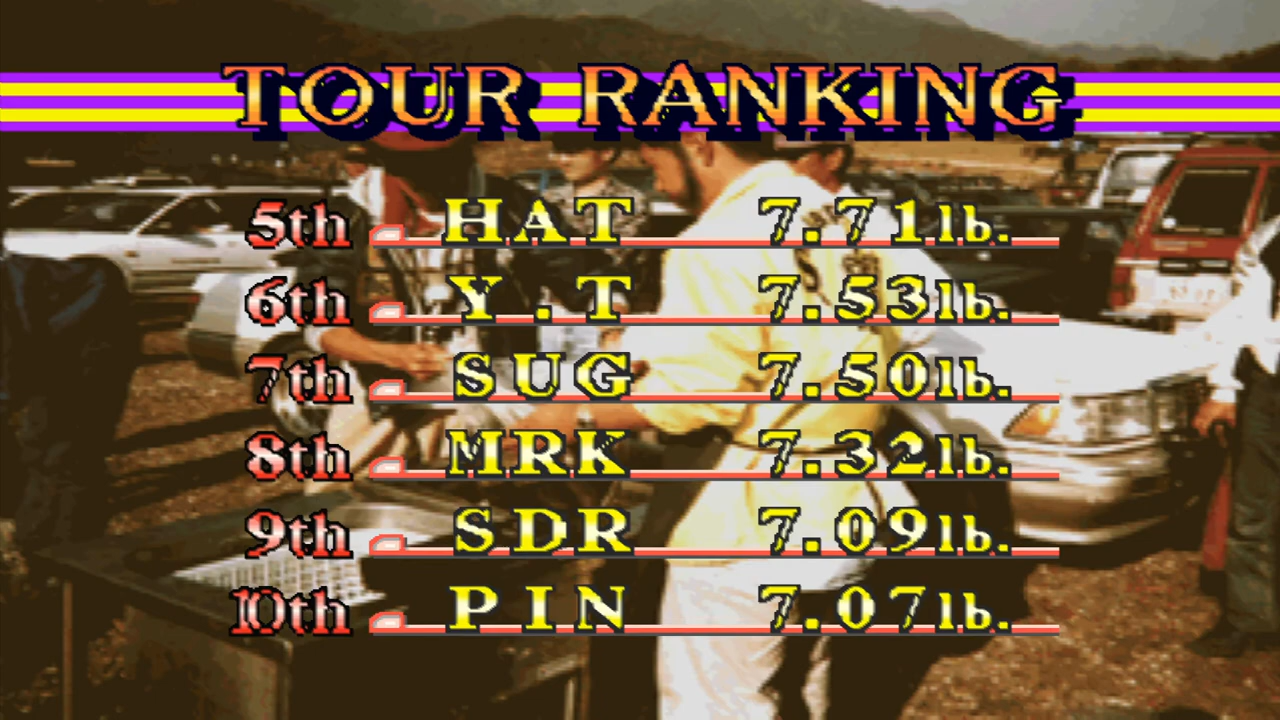 TOUR RANKING
5th HAT 7.71lb.
6th Y.T 7.53lb.
7th SUG 7.50lb.
8th MRK 7.32lb.
9th SDR 7.09lb.
10th PIN 7.07lb.